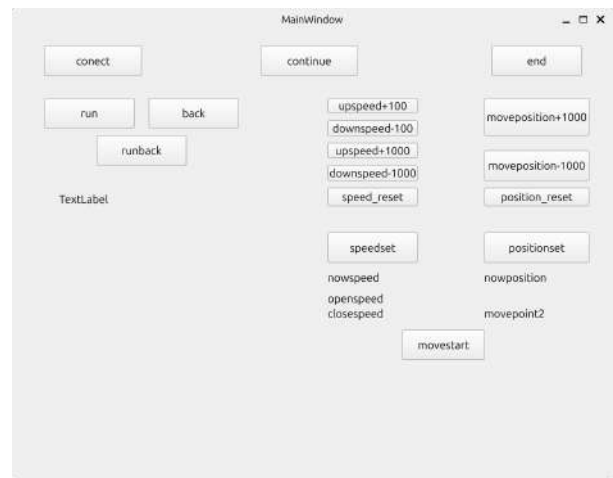 MainWindow
conect
continue
end
run
back
runback
TextLabel
upspeed+100
downspeed-100
upspeed+1000
downspeed-1000
speed_reset
moveposition+1000
moveposition-1000
position_reset
speedset
positionset
nowspeed
nowposition
openspeed
closespeed
movepoint2
movestart